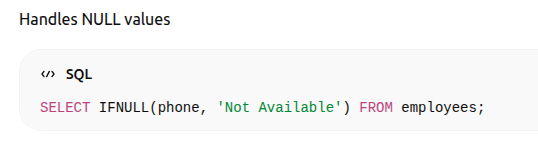 Handles NULL values
</> SQL
SELECT IFNULL(phone, 'Not Available') FROM employees;